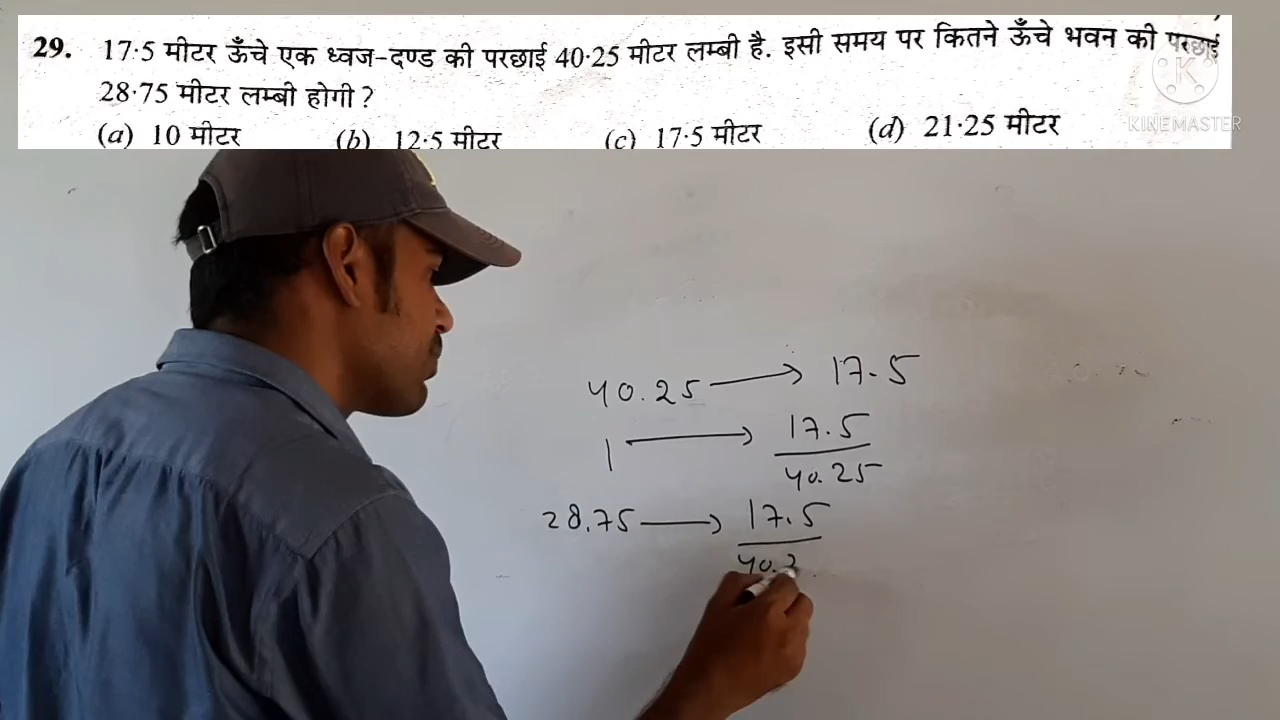 29. 17·5 मीटर ऊँचे एक ध्वज-दण्ड की परछाई 40·25 मीटर लम्बी है. इसी समय पर कितने ऊँचे भवन की परछाई
28·75 मीटर लम्बी होगी ?
(a) 10 मीटर (b) 12·5 मीटर (c) 17·5 मीटर (d) 21·25 मीटर
K
KINEMASTER
40.25 → 17.5
1 → 17.5
40.25
28.75 → 17.5
40.2